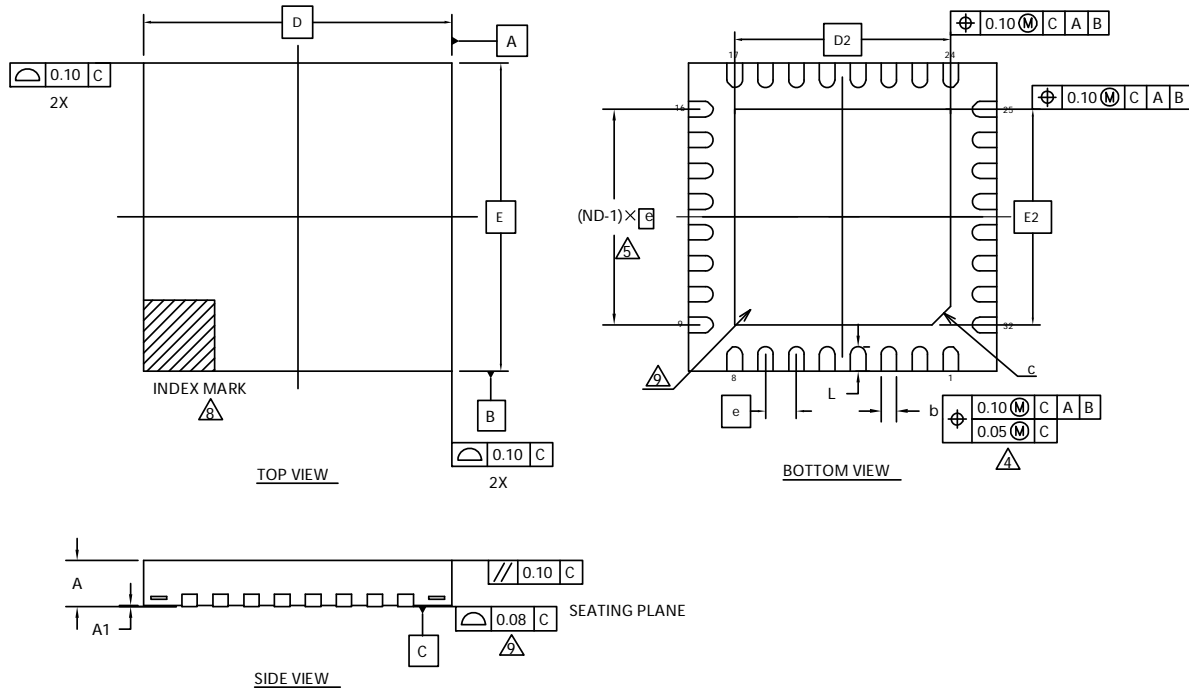 D
A
0.10 C
2X
E
INDEX MARK
8
B
0.10 C
2X
TOP VIEW
D2
0.10 Ⓜ C A B
17
24
0.10 Ⓜ C A B
16
25
(ND-1)× e
5
E2
9
32
9
8
1
c
L
e
b
0.10 Ⓜ C A B
0.05 Ⓜ C
4
BOTTOM VIEW
A
// 0.10 C
A1
SEATING PLANE
0.08 C
9
C
SIDE VIEW